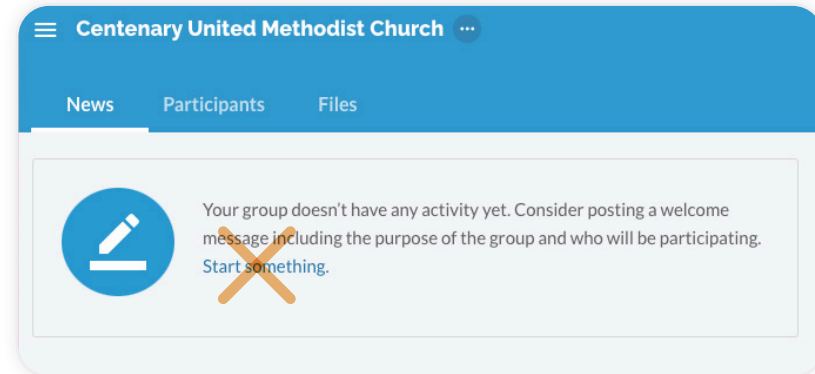 Centenary United Methodist Church
News Participants Files
Your group doesn't have any activity yet. Consider posting a welcome
message including the purpose of the group and who will be participating.
Start something.